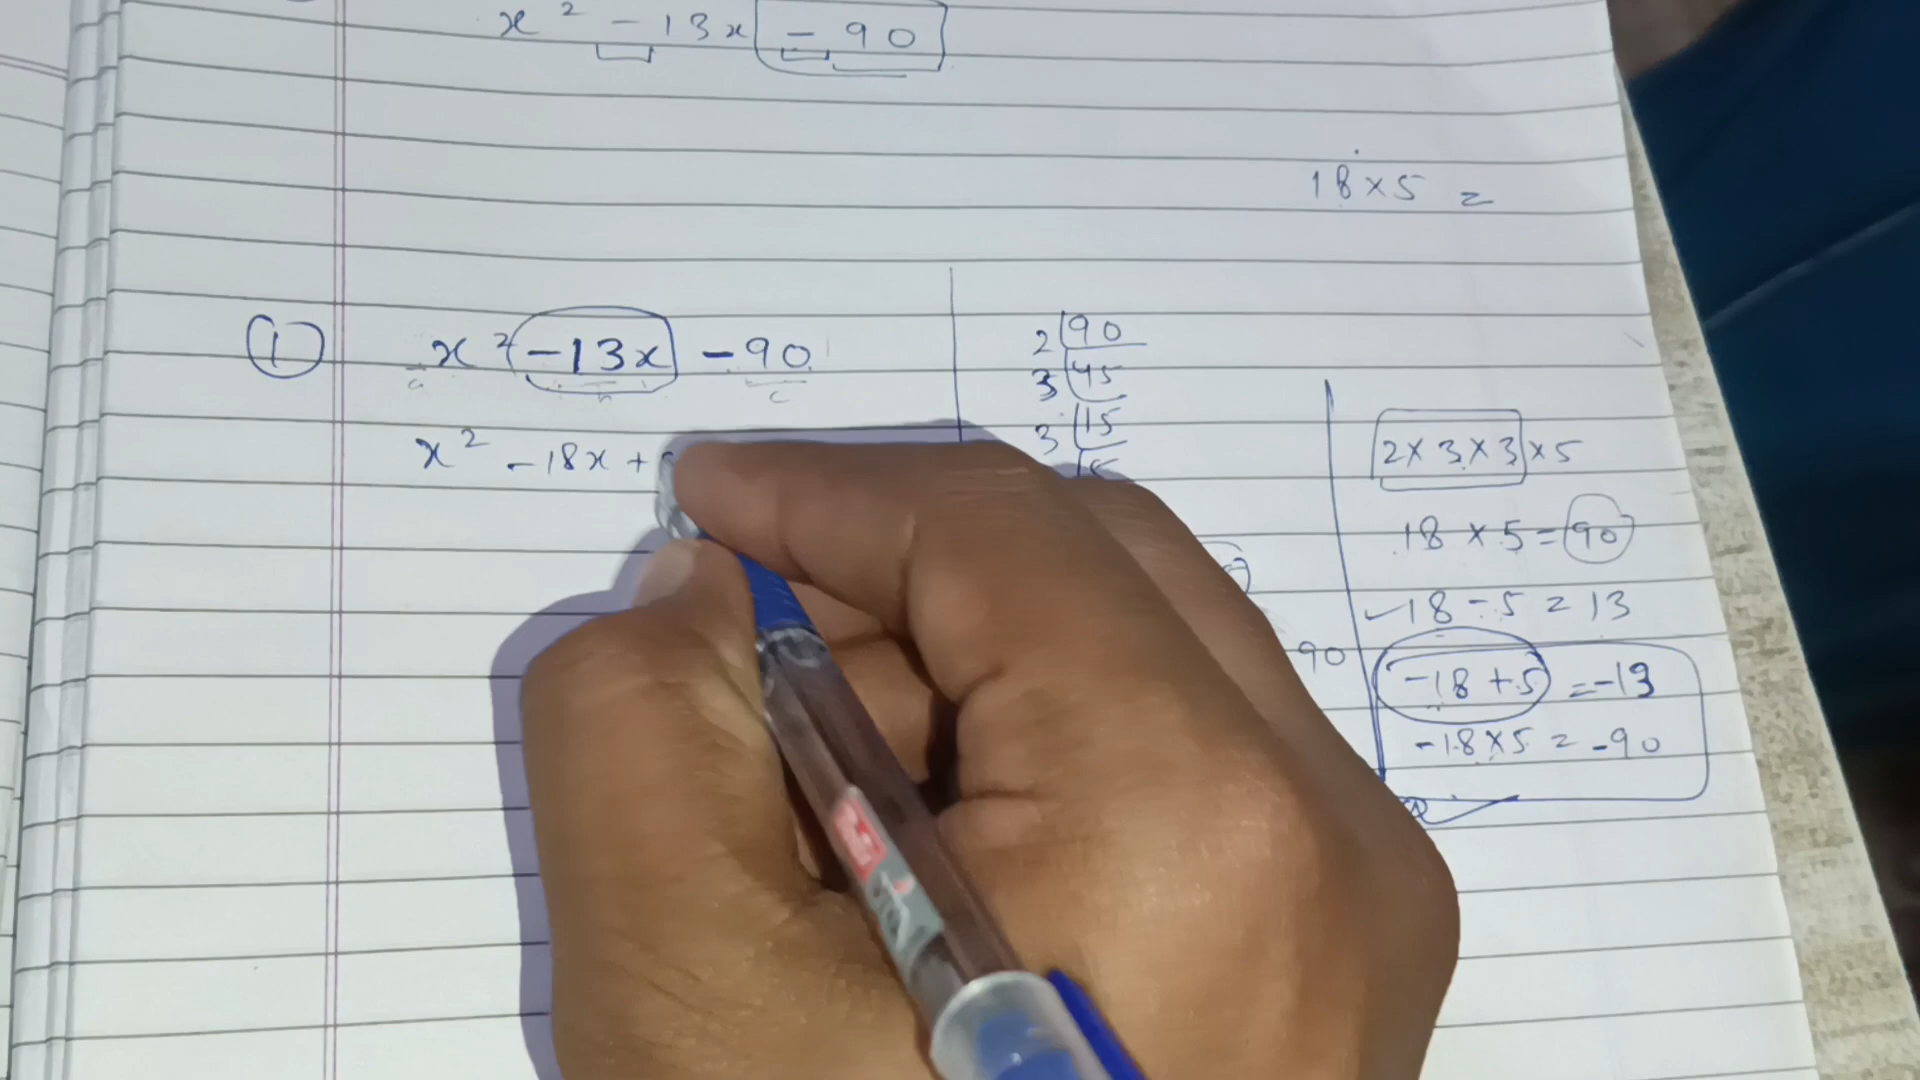 x² - 13x - 90
18 × 5 =
① x² - 13x - 90
a b c
x² - 18x +
2 | 90
3 | 45
3 | 15
2 × 3 × 3 × 5
18 × 5 = 90
18 - 5 = 13
90
-18 + 5 = -13
-18 × 5 = -90